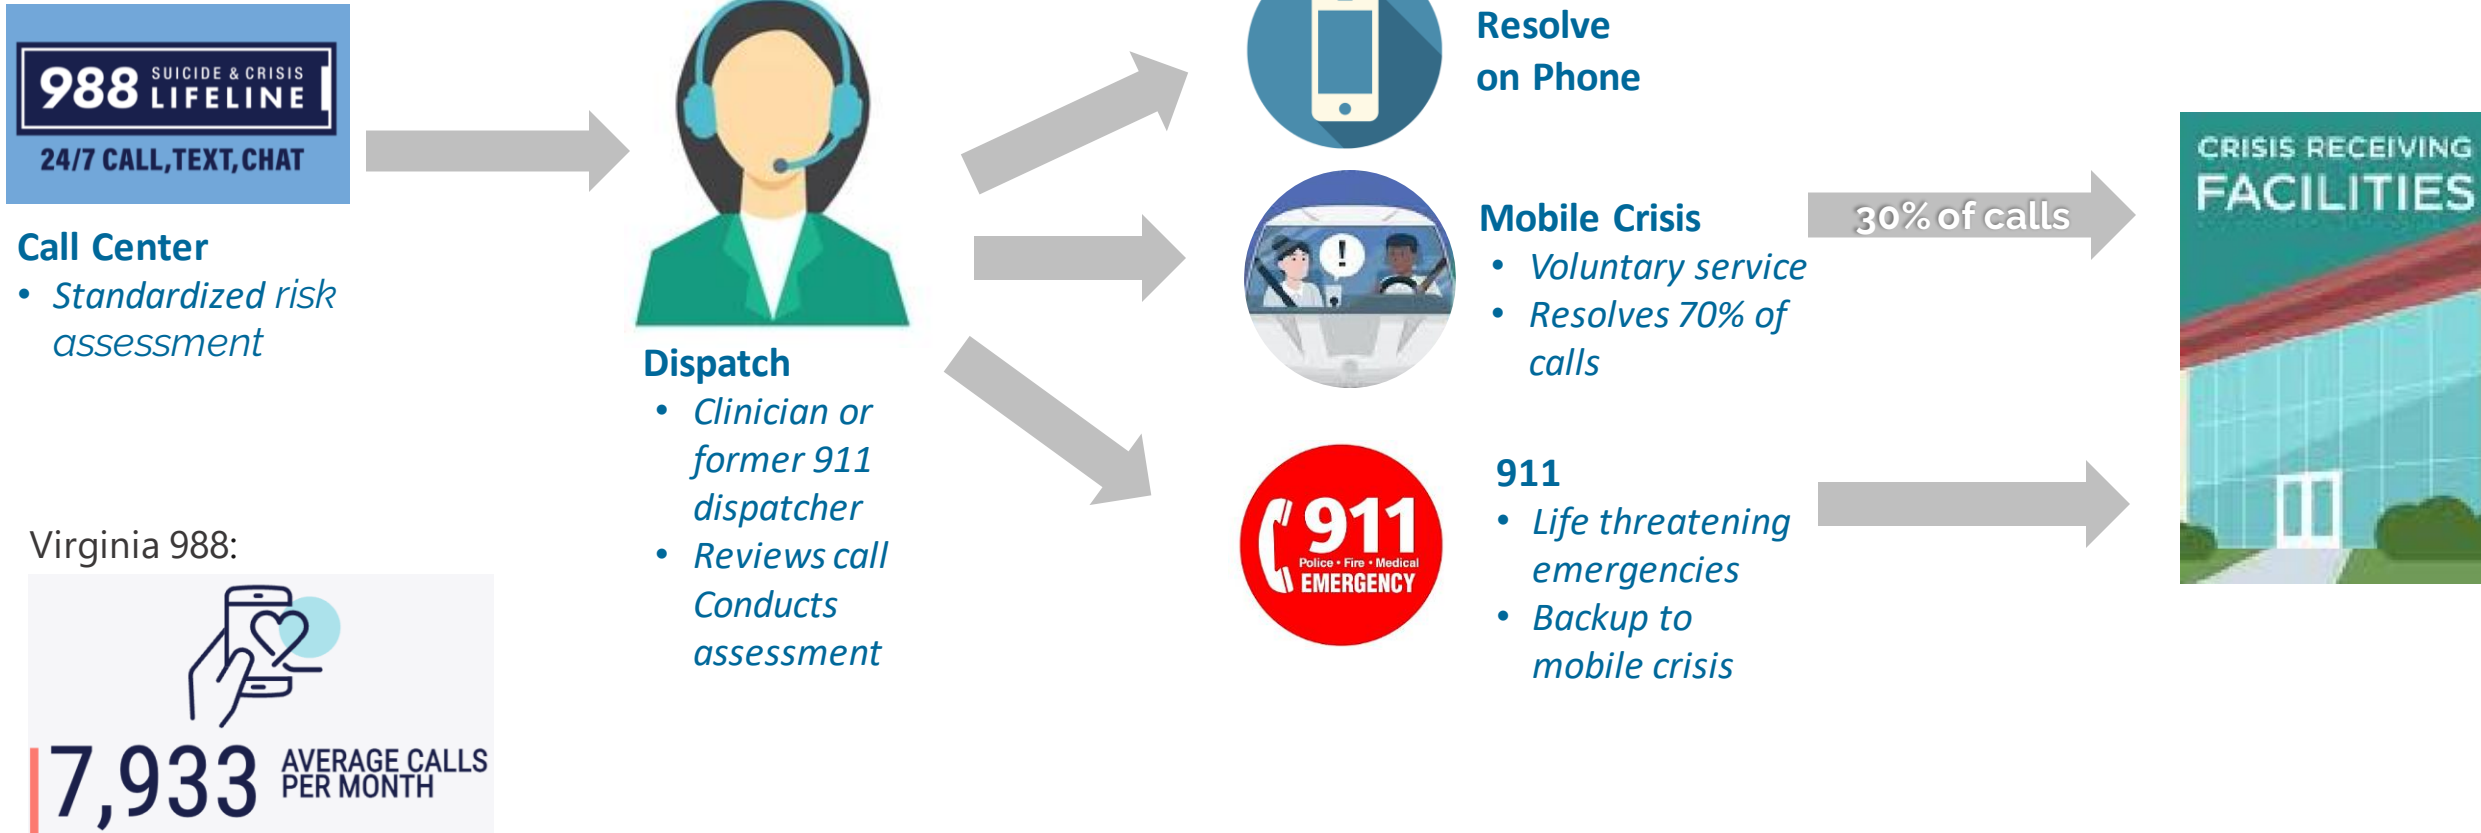 988 SUICIDE & CRISIS
LIFELINE
24/7 CALL, TEXT, CHAT
Call Center
• Standardized risk
assessment
Virginia 988:
7,933 AVERAGE CALLS
PER MONTH
Dispatch
• Clinician or
former 911
dispatcher
• Reviews call
Conducts
assessment
Resolve
on Phone
!
Mobile Crisis
• Voluntary service
• Resolves 70% of
calls
30% of calls
911
Police • Fire • Medical
EMERGENCY
911
• Life threatening
emergencies
• Backup to
mobile crisis
CRISIS RECEIVING
FACILITIES